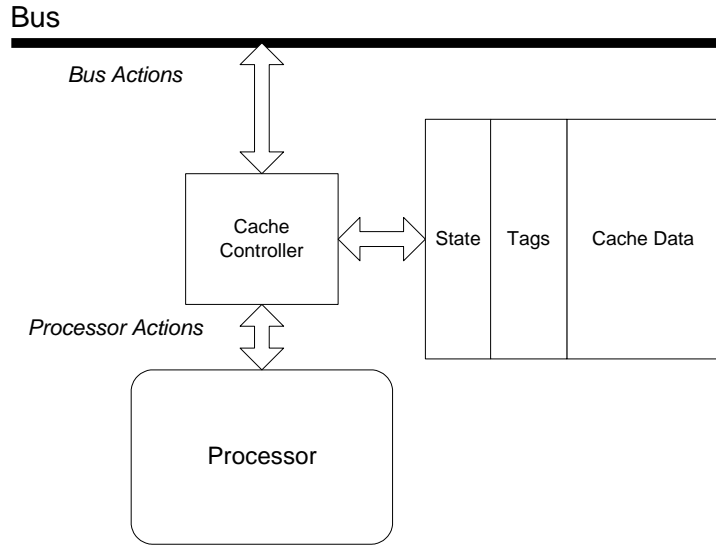 Bus
Bus Actions
Cache
Controller
State
Tags
Cache Data
Processor Actions
Processor